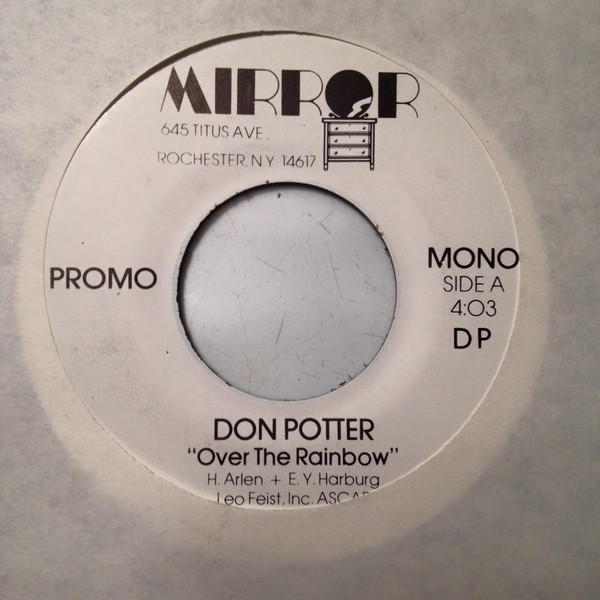 MIRROR
645 TITUS AVE.
ROCHESTER, N.Y 14617
PROMO
MONO
SIDE A
4:03
DP
DON POTTER
“Over The Rainbow”
H. Arlen + E.Y. Harburg
Leo Feist, Inc. ASCAP